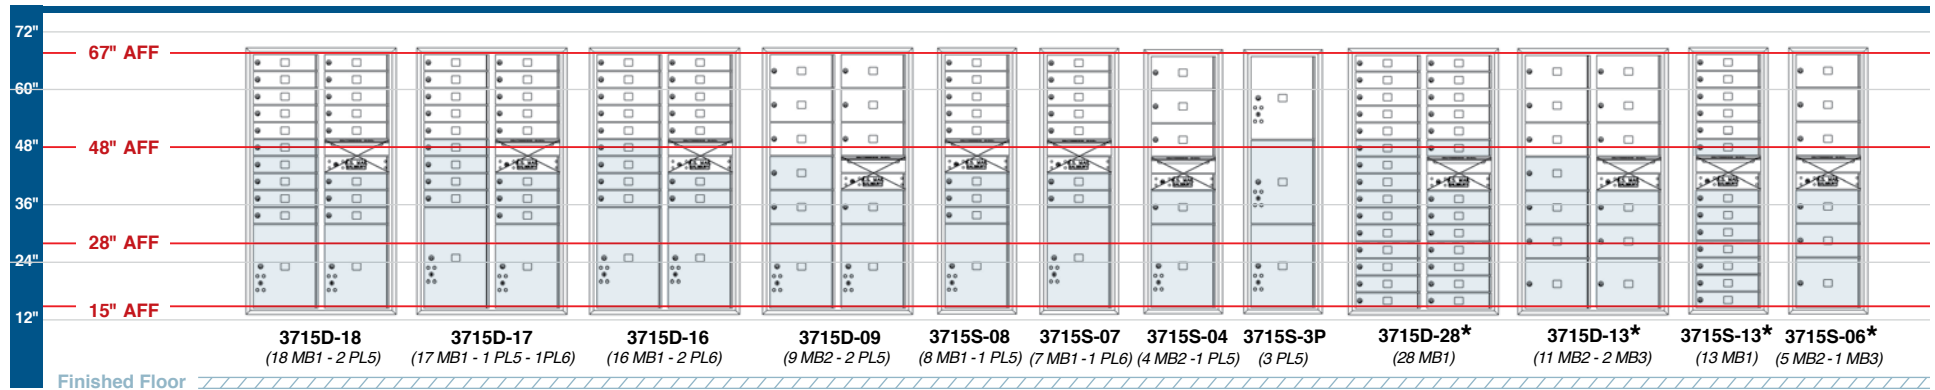 72"
67" AFF
60"
48"
48" AFF
36"
28" AFF
24"
15" AFF
12"
3715D-18
(18 MB1 - 2 PL5)
3715D-17
(17 MB1 - 1 PL5 - 1PL6)
3715D-16
(16 MB1 - 2 PL6)
3715D-09
(9 MB2 - 2 PL5)
3715S-08
(8 MB1 - 1 PL5)
3715S-07
(7 MB1 - 1 PL6)
3715S-04
(4 MB2 -1 PL5)
3715S-3P
(3 PL5)
3715D-28*
(28 MB1)
3715D-13*
(11 MB2 - 2 MB3)
3715S-13*
(13 MB1)
3715S-06*
(5 MB2 -1 MB3)
Finished Floor